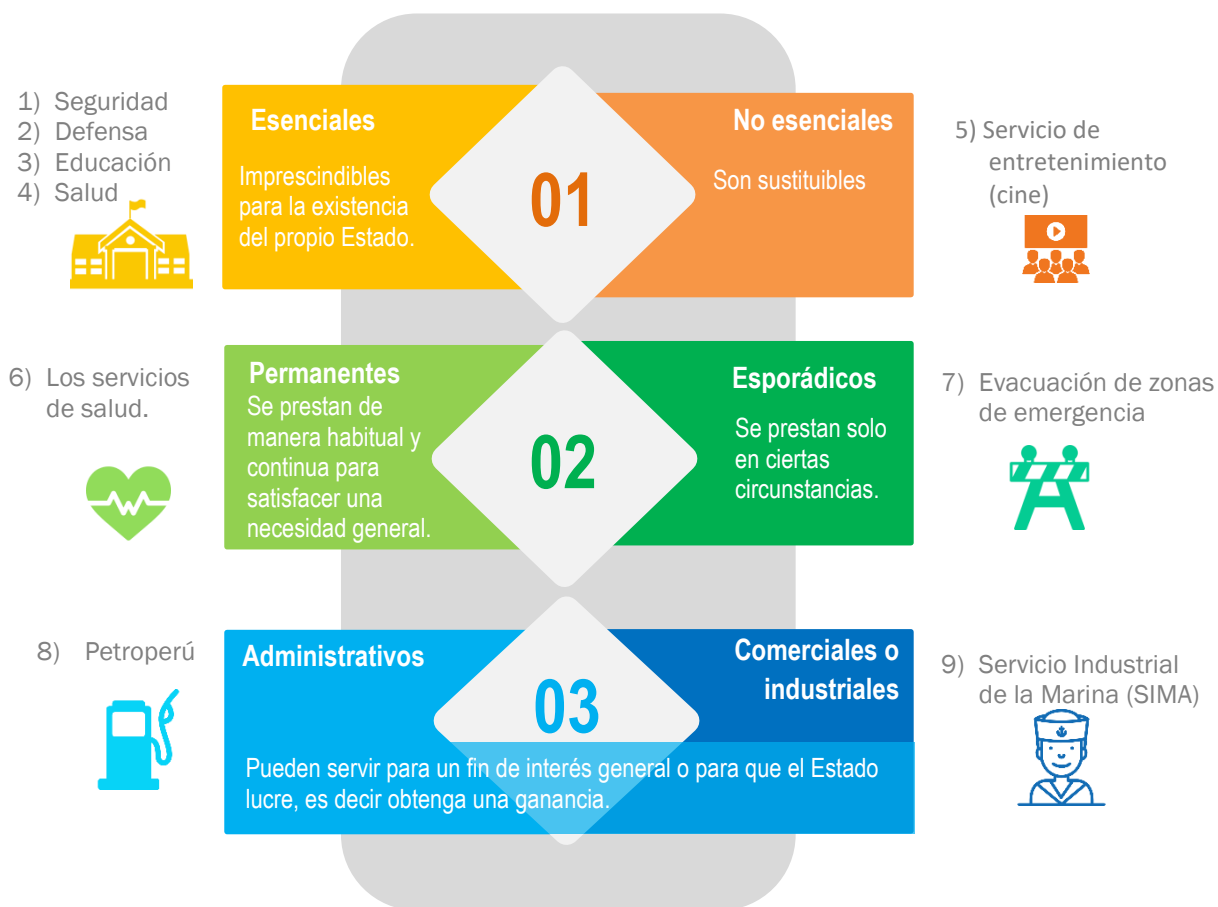 1) Seguridad
2) Defensa
3) Educación
4) Salud
Esenciales
Imprescindibles
para la existencia
del propio Estado.
01
No esenciales
Son sustituibles
5) Servicio de
entretenimiento
(cine)
6) Los servicios
de salud.
Permanentes
Se prestan de
manera habitual y
continua para
satisfacer una
necesidad general.
02
Esporádicos
Se prestan solo
en ciertas
circunstancias.
7) Evacuación de zonas
de emergencia
8) Petroperú
Administrativos
03
Comerciales o
industriales
Pueden servir para un fin de interés general o para que el Estado
lucre, es decir obtenga una ganancia.
9) Servicio Industrial
de la Marina (SIMA)